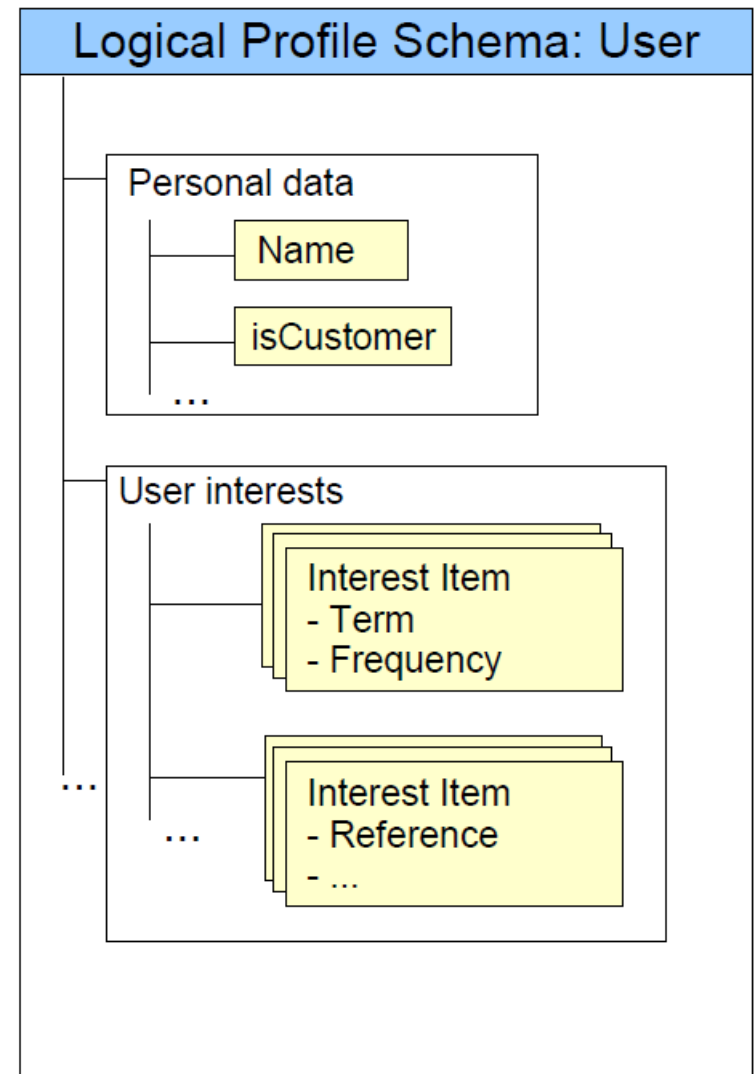 Logical Profile Schema: User
Personal data
Name
isCustomer
...
User interests
Interest Item
- Term
- Frequency
...
Interest Item
- Reference
- ...
...